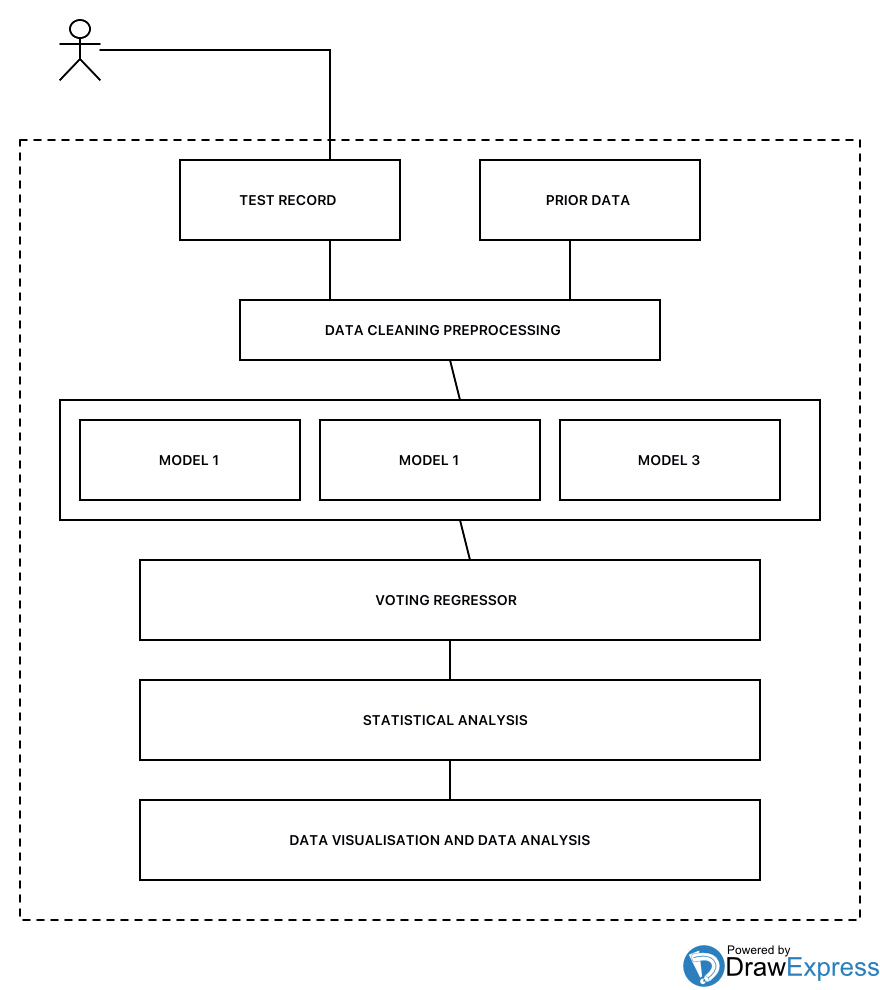 TEST RECORD
PRIOR DATA
DATA CLEANING PREPROCESSING
MODEL 1
MODEL 1
MODEL 3
VOTING REGRESSOR
STATISTICAL ANALYSIS
DATA VISUALISATION AND DATA ANALYSIS
Powered by
DrawExpress